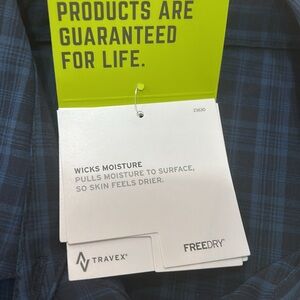 PRODUCTS ARE
GUARANTEED
FOR LIFE.
WICKS MOISTURE
PULLS MOISTURE TO SURFACE,
SO SKIN FEELS DRIER.
TRAVEX®
FREEDRY